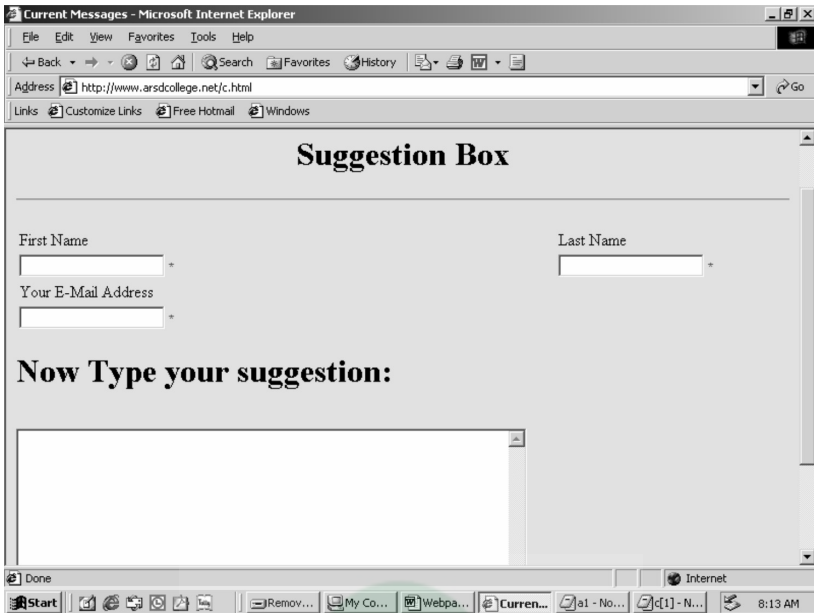 Current Messages - Microsoft Internet Explorer
File Edit View Favorites Tools Help
Back Search Favorites History
Address http://www.arsdcollege.net/c.html Go
Links Customize Links Free Hotmail Windows
Suggestion Box
First Name Last Name
* *
Your E-Mail Address
*
Now Type your suggestion:
Done Internet
Start Remov... My Co... Webpa... Curren... a1 - No... c[1] - N... 8:13 AM